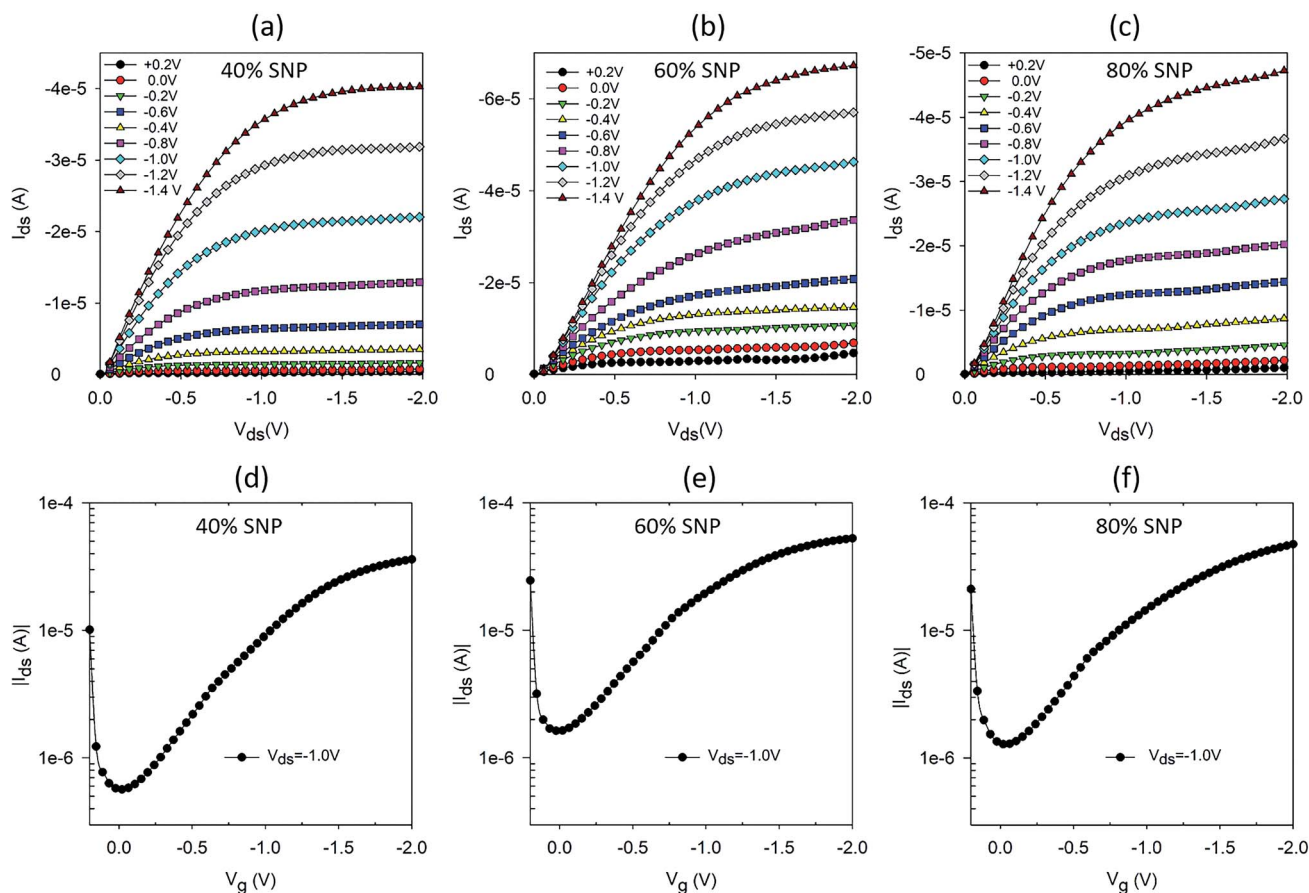 (a)
40% SNP
+0.2V
0.0V
-0.2V
-0.6V
-0.4V
-0.8V
-1.0V
-1.2V
-1.4 V
-4e-5
-3e-5
-2e-5
-1e-5
0
Ids (A)
0.0 -0.5 -1.0 -1.5 -2.0
Vds(V)
(b)
60% SNP
+0.2V
0.0V
-0.2V
-0.4V
-0.6V
-0.8V
-1.0V
-1.2V
-1.4V
-6e-5
-4e-5
-2e-5
0
Ids (A)
0.0 -0.5 -1.0 -1.5 -2.0
Vds(V)
(c)
80% SNP
+0.2V
0.0V
-0.2V
-0.4V
-0.6V
-0.8V
-1.0V
-1.2V
-1.4 V
-5e-5
-4e-5
-3e-5
-2e-5
-1e-5
0
Ids (A)
0.0 -0.5 -1.0 -1.5 -2.0
Vds(V)
(d)
40% SNP
1e-4
1e-5
1e-6
|Ids (A)|
Vds=-1.0V
0.0 -0.5 -1.0 -1.5 -2.0
Vg (V)
(e)
60% SNP
1e-4
1e-5
1e-6
|Ids (A)|
Vds=-1.0V
0.0 -0.5 -1.0 -1.5 -2.0
Vg (V)
(f)
80% SNP
1e-4
1e-5
1e-6
|Ids (A)|
Vds=-1.0V
0.0 -0.5 -1.0 -1.5 -2.0
Vg (V)